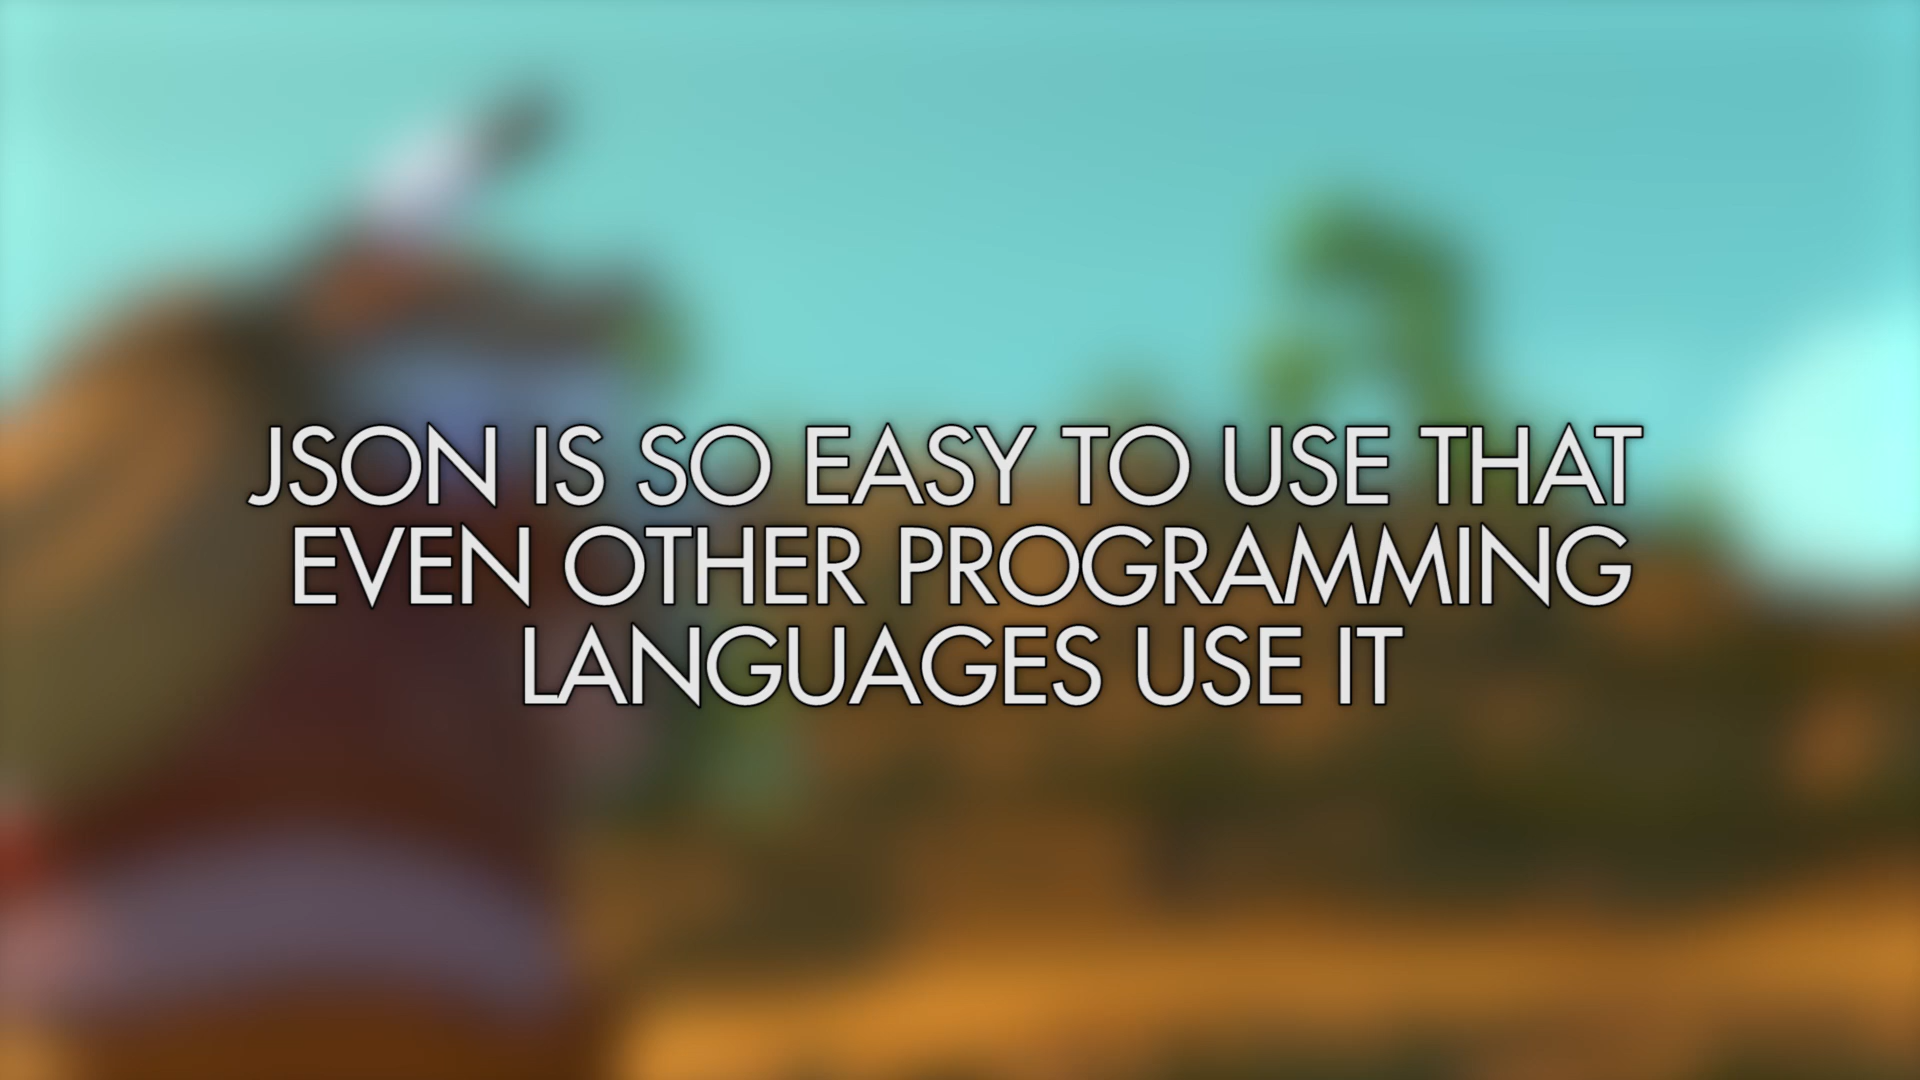 JSON IS SO EASY TO USE THAT
EVEN OTHER PROGRAMMING
LANGUAGES USE IT